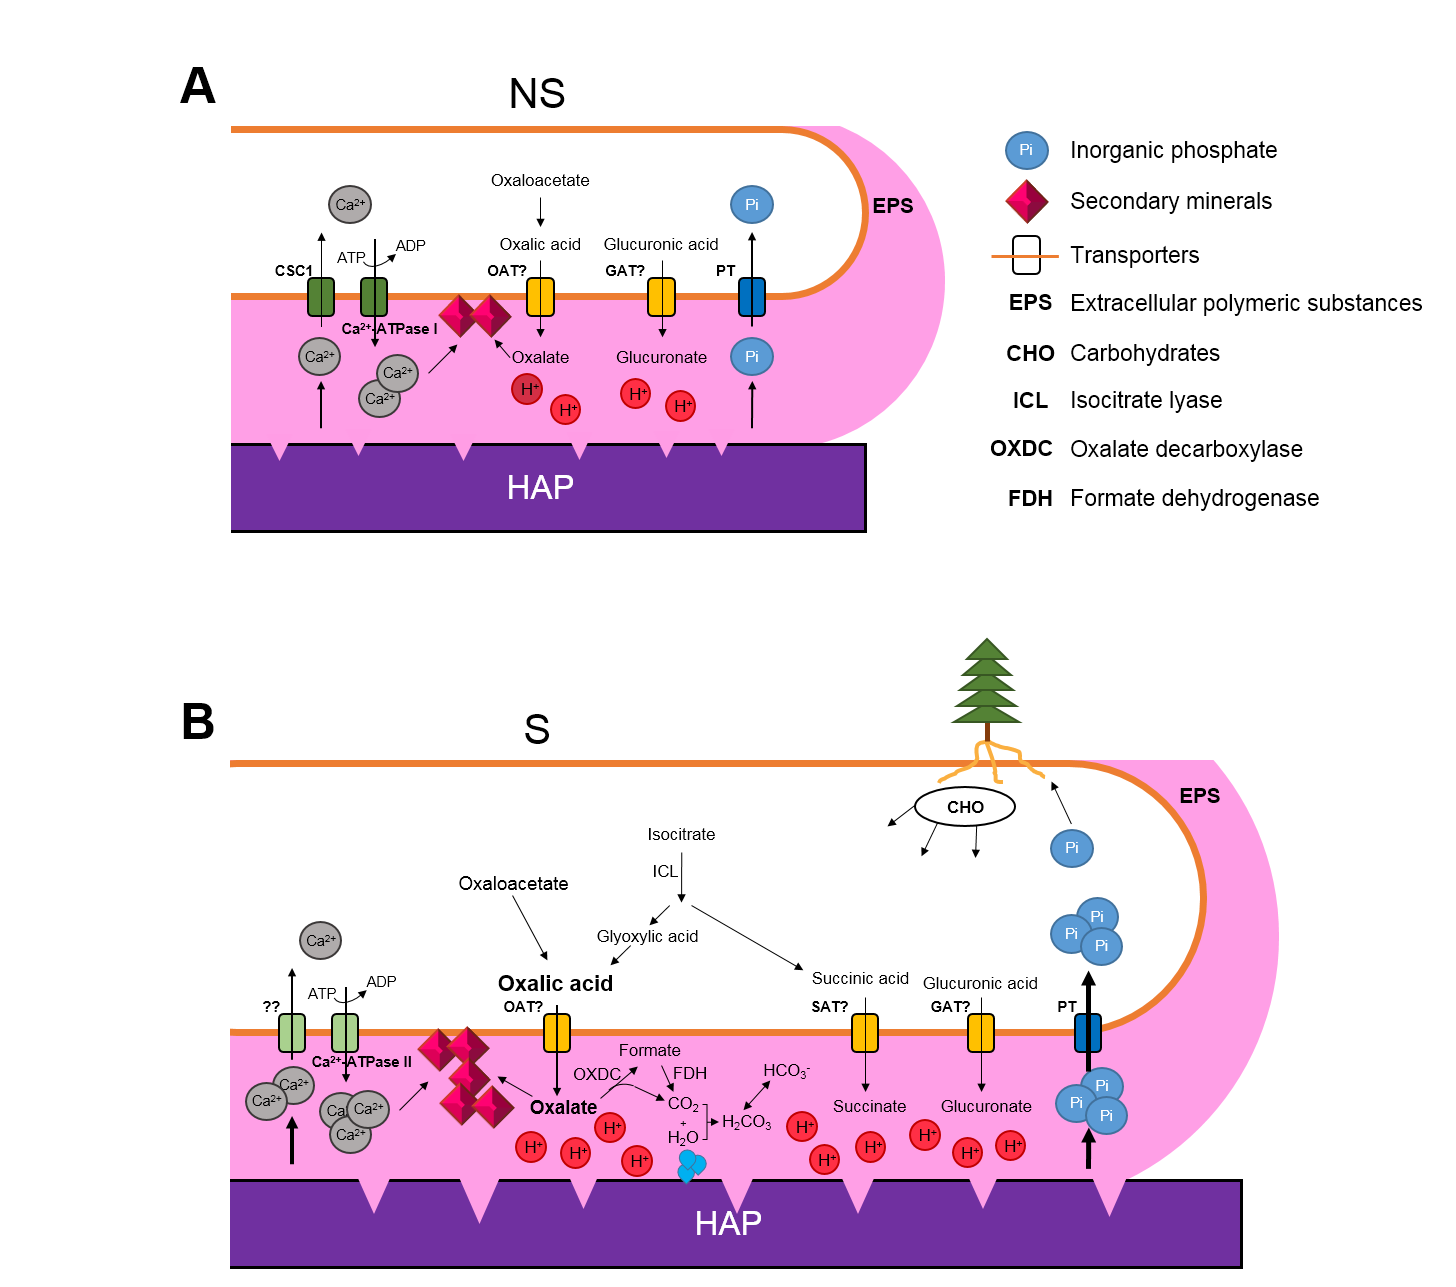 A
NS
Oxaloacetate
Ca²⁺
Pi
EPS
ATP
ADP
Oxalic acid
Glucuronic acid
CSC1
OAT?
GAT?
PT
Ca²⁺-ATPase I
Ca²⁺
Oxalate
Glucuronate
Pi
Ca²⁺
Ca²⁺
H⁺
H⁺
H⁺
H⁺
HAP
Pi Inorganic phosphate
Secondary minerals
Transporters
EPS Extracellular polymeric substances
CHO Carbohydrates
ICL Isocitrate lyase
OXDC Oxalate decarboxylase
FDH Formate dehydrogenase
B
S
EPS
CHO
Isocitrate
Pi
ICL
Oxaloacetate
Glyoxylic acid
Pi
Pi
Pi
Ca²⁺
Oxalic acid
Succinic acid
Glucuronic acid
ATP
ADP
??
OAT?
SAT?
GAT?
PT
Ca²⁺-ATPase II
Formate
OXDC
FDH
HCO₃⁻
Ca²⁺
Ca²⁺
Pi
Pi
Pi
Oxalate
CO₂
+
H₂O
H₂CO₃
Succinate
Glucuronate
Ca²⁺
Ca²⁺
Ca²⁺
H⁺
H⁺
H⁺
H⁺
H⁺
H⁺
H⁺
H⁺
H⁺
H⁺
HAP